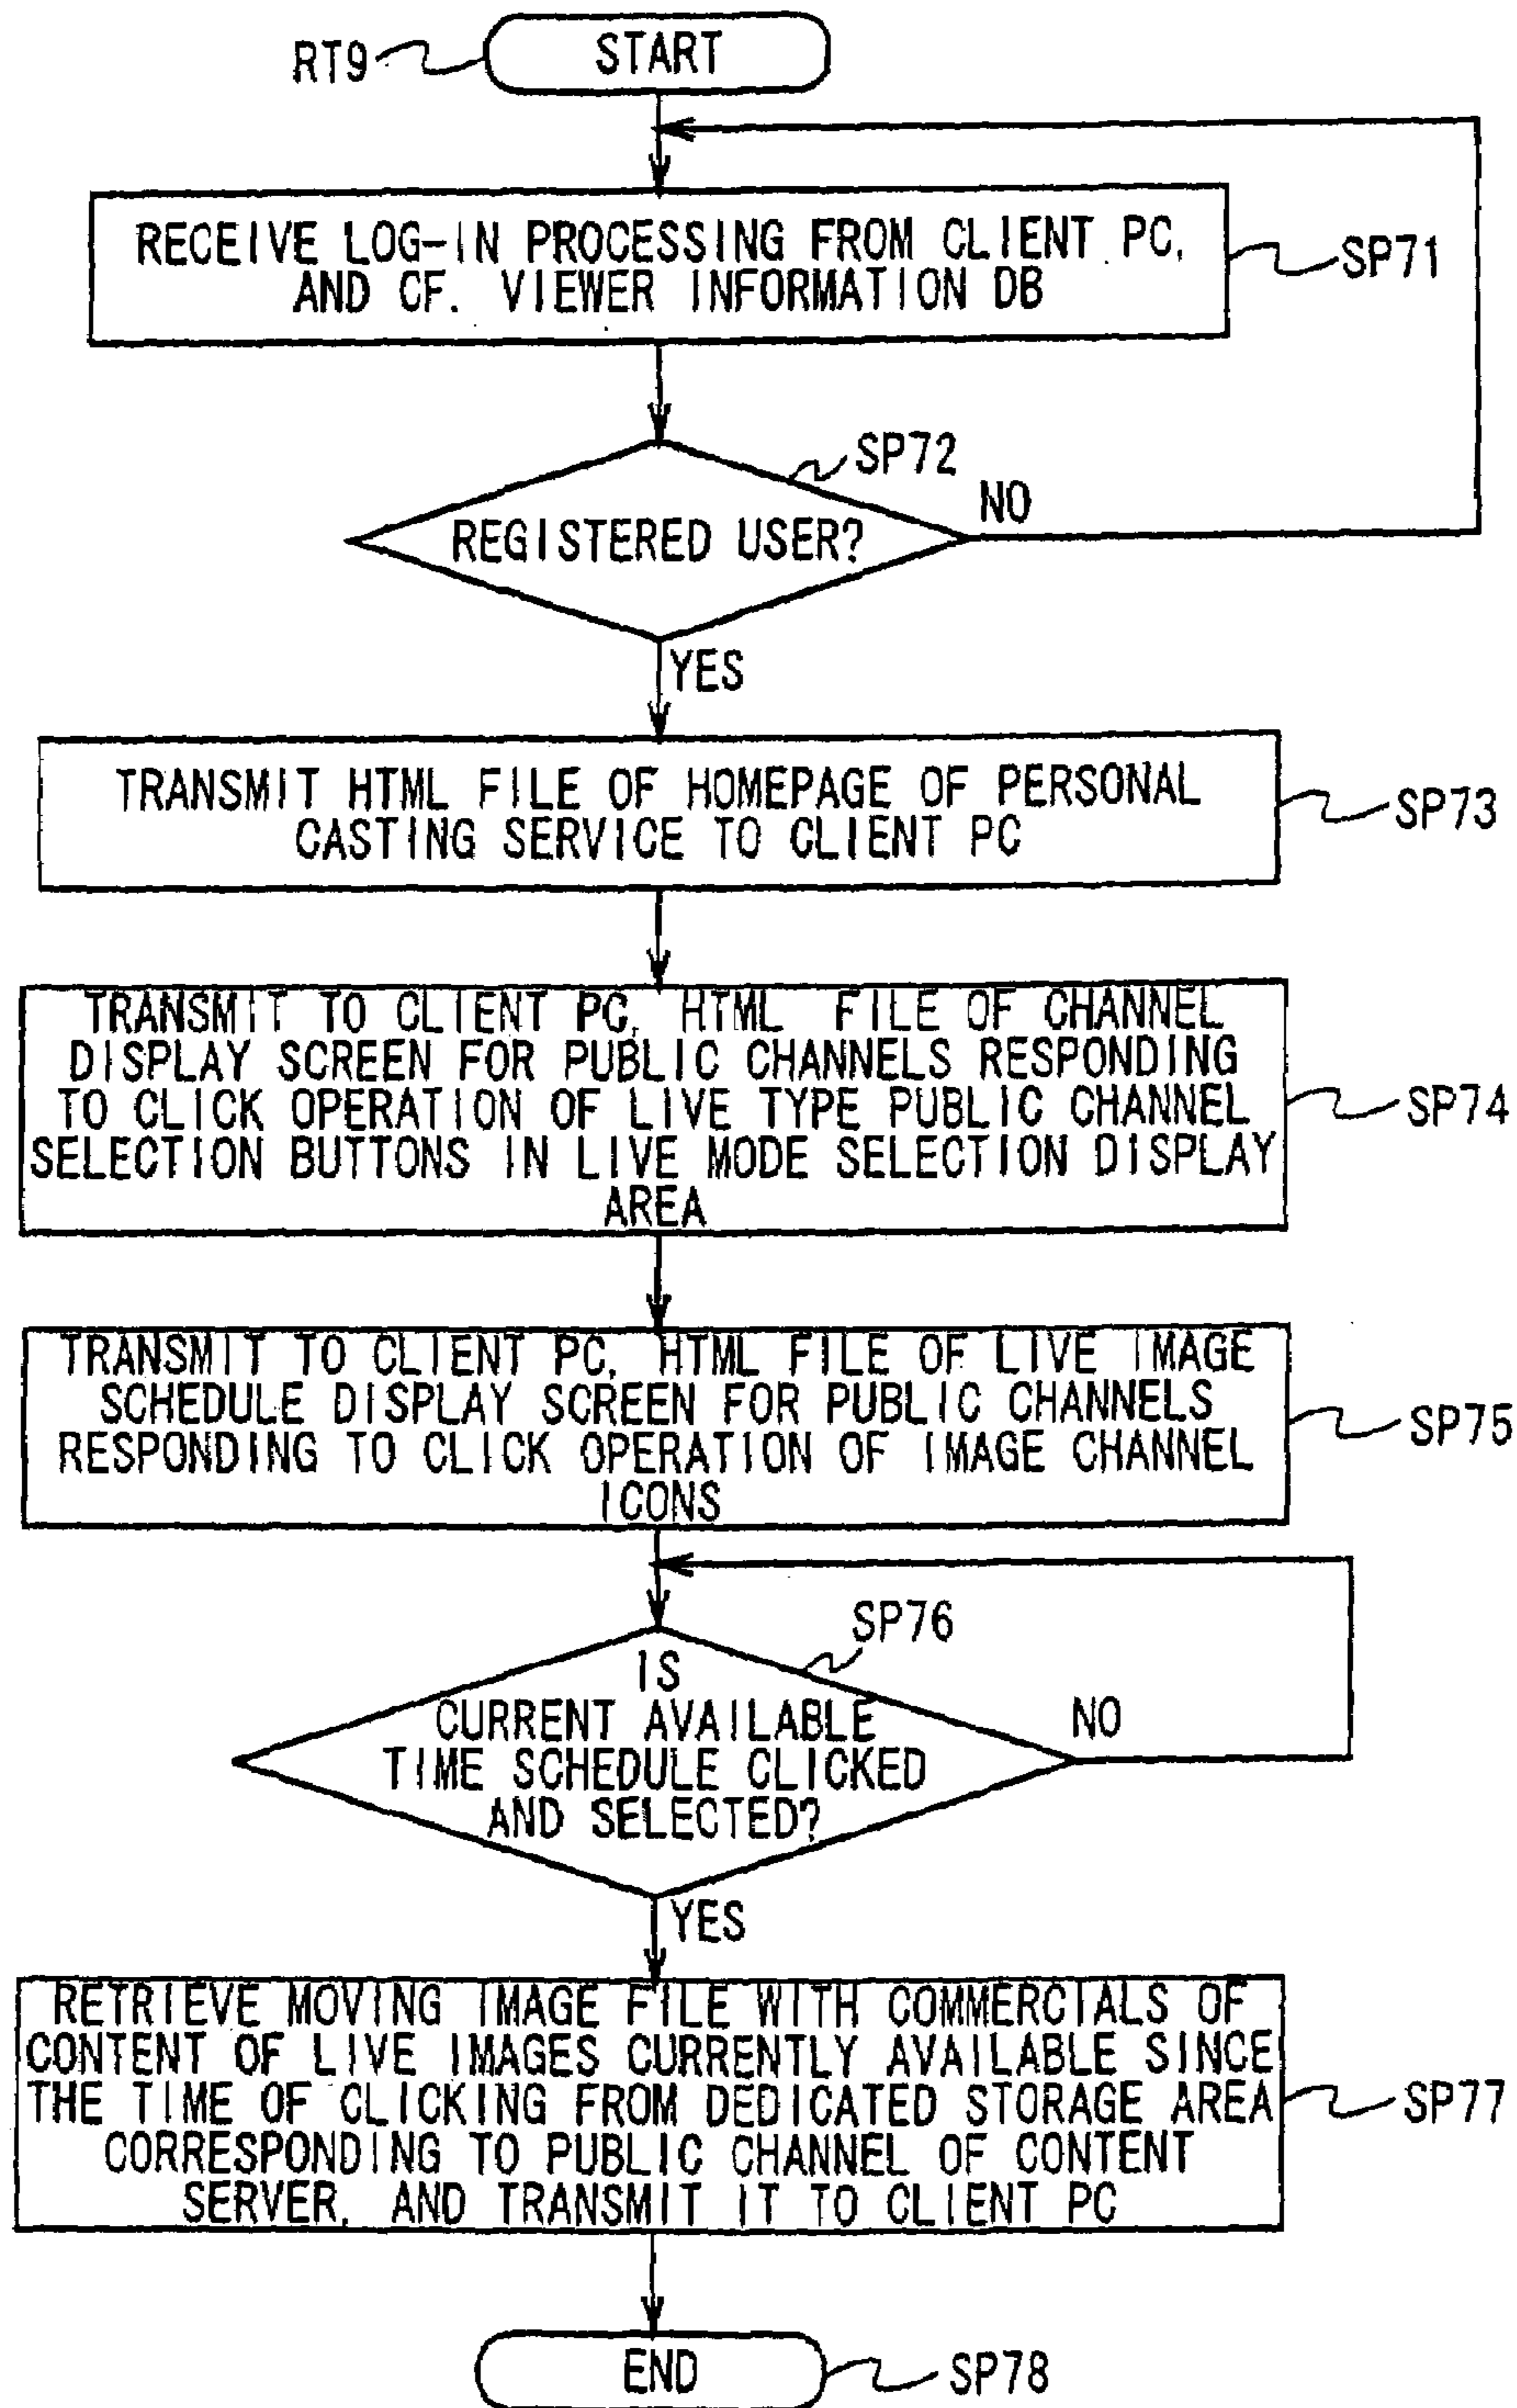 RT9
START
RECEIVE LOG-IN PROCESSING FROM CLIENT PC,
AND CF. VIEWER INFORMATION DB
SP71
SP72
REGISTERED USER?
NO
YES
TRANSMIT HTML FILE OF HOMEPAGE OF PERSONAL
CASTING SERVICE TO CLIENT PC
SP73
TRANSMIT TO CLIENT PC, HTML FILE OF CHANNEL
DISPLAY SCREEN FOR PUBLIC CHANNELS RESPONDING
TO CLICK OPERATION OF LIVE TYPE PUBLIC CHANNEL
SELECTION BUTTONS IN LIVE MODE SELECTION DISPLAY
AREA
SP74
TRANSMIT TO CLIENT PC, HTML FILE OF LIVE IMAGE
SCHEDULE DISPLAY SCREEN FOR PUBLIC CHANNELS
RESPONDING TO CLICK OPERATION OF IMAGE CHANNEL
ICONS
SP75
SP76
IS
CURRENT AVAILABLE
TIME SCHEDULE CLICKED
AND SELECTED?
NO
YES
RETRIEVE MOVING IMAGE FILE WITH COMMERCIALS OF
CONTENT OF LIVE IMAGES CURRENTLY AVAILABLE SINCE
THE TIME OF CLICKING FROM DEDICATED STORAGE AREA
CORRESPONDING TO PUBLIC CHANNEL OF CONTENT
SERVER, AND TRANSMIT IT TO CLIENT PC
SP77
END
SP78